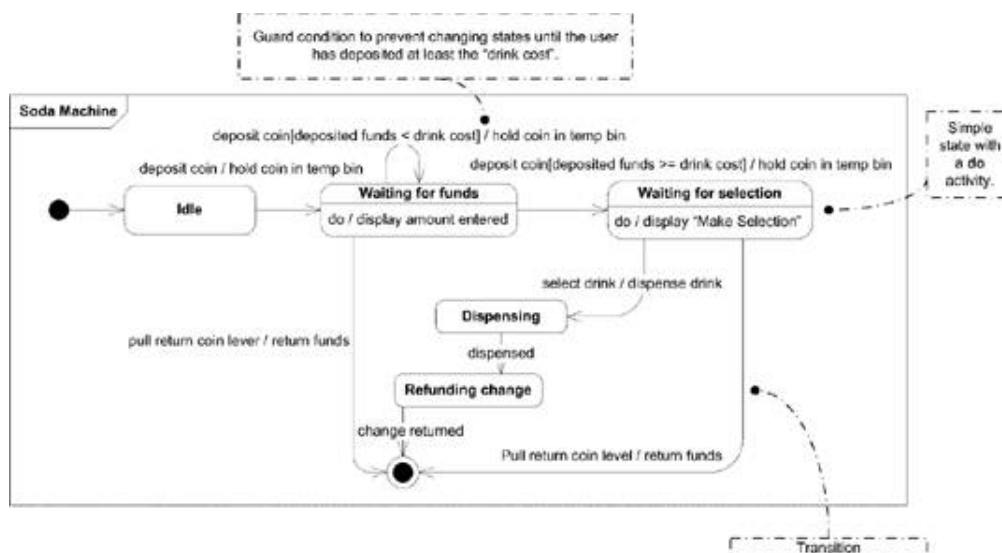 Guard condition to prevent changing states until the user
has deposited at least the "drink cost".
Soda Machine
deposit coin[deposited funds < drink cost] / hold coin in temp bin
Simple
state with
a do
activity.
deposit coin / hold coin in temp bin
deposit coin[deposited funds >= drink cost] / hold coin in temp bin
Idle
Waiting for funds
do / display amount entered
Waiting for selection
do / display "Make Selection"
select drink / dispense drink
Dispensing
pull return coin lever / return funds
dispensed
Refunding change
change returned
Pull return coin level / return funds
Transition